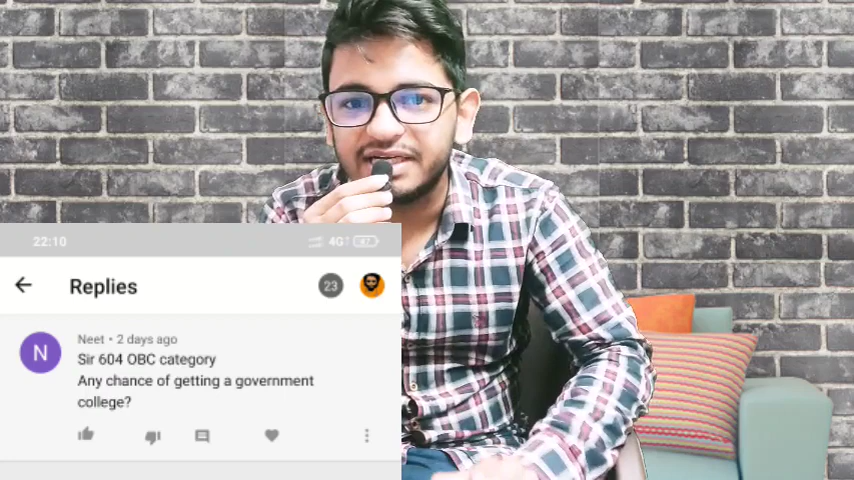 22:10
4G
Replies
23
N
Neet • 2 days ago
Sir 604 OBC category
Any chance of getting a government
college?